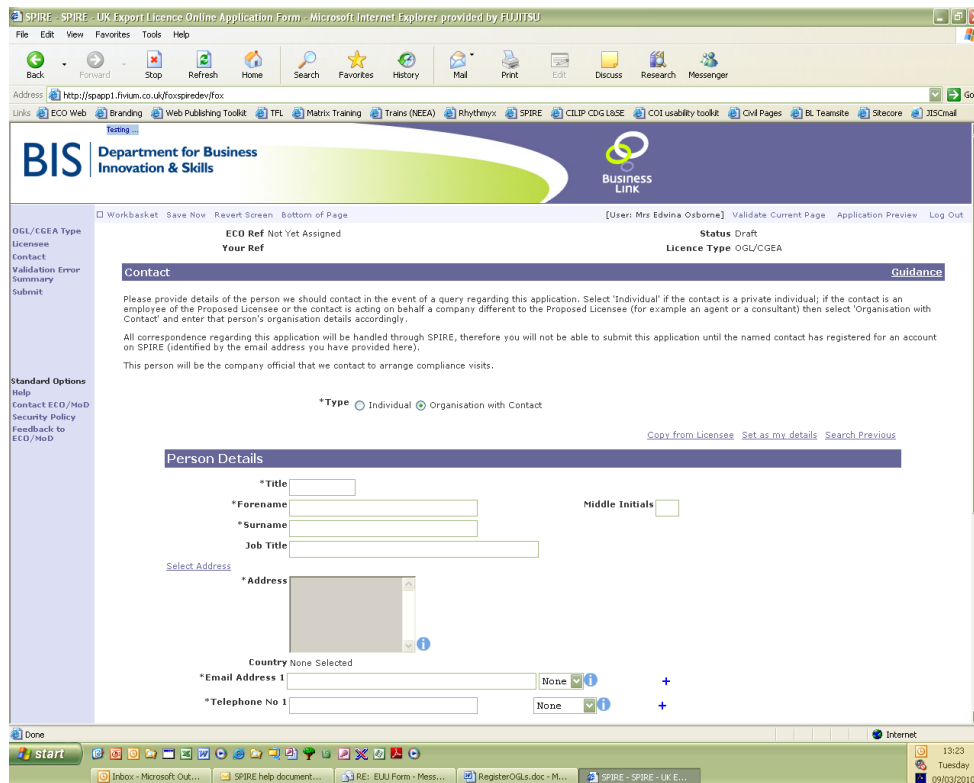 SPIRE - SPIRE - UK Export Licence Online Application Form - Microsoft Internet Explorer provided by FUJITSU
File Edit View Favorites Tools Help
Back Forward Stop Refresh Home Search Favorites History Mail Print Edit Discuss Research Messenger
Address http://spapp1.fivium.co.uk/foxspiredev/fox Go
Links ECO Web Branding Web Publishing Toolkit TFL Matrix Training Trains (NEEA) Rhythmyx SPIRE CILIP CDG L&SE COI usability toolkit Civil Pages BL Teamsite Sitecore JISCmail
Testing ...
BIS Department for Business
Innovation & Skills
Business
Link
Workbasket Save Now Revert Screen Bottom of Page [User: Mrs Edwina Osborne] Validate Current Page Application Preview Log Out
OGL/CGEA Type
Licensee
Contact
Validation Error
Summary
Submit
Standard Options
Help
Contact ECO/MoD
Security Policy
Feedback to
ECO/MoD
ECO Ref Not Yet Assigned Status Draft
Your Ref Licence Type OGL/CGEA
Contact Guidance
Please provide details of the person we should contact in the event of a query regarding this application. Select 'Individual' if the contact is a private individual; if the contact is an
employee of the Proposed Licensee or the contact is acting on behalf a company different to the Proposed Licensee (for example an agent or a consultant) then select 'Organisation with
Contact' and enter that person's organisation details accordingly.
All correspondence regarding this application will be handled through SPIRE, therefore you will not be able to submit this application until the named contact has registered for an account
on SPIRE (identified by the email address you have provided here).
This person will be the company official that we contact to arrange compliance visits.
*Type Individual Organisation with Contact
Copy from Licensee Set as my details Search Previous
Person Details
*Title
*Forename Middle Initials
*Surname
Job Title
Select Address
*Address
Country None Selected
*Email Address 1 None +
*Telephone No 1 None +
Done Internet
start 13:23
Tuesday
Inbox - Microsoft Out... SPIRE help document... RE: EUU Form - Mess... RegisterOGLs.doc - M... SPIRE - SPIRE - UK E... 09/03/2010